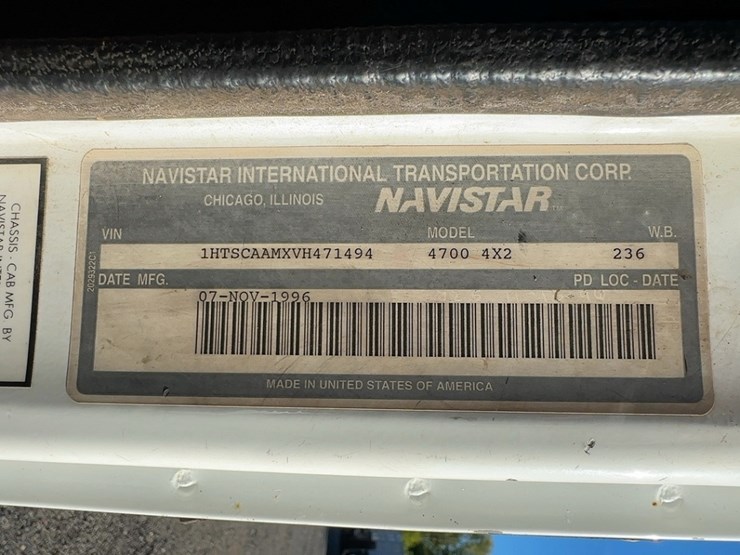 NAVISTAR INTERNATIONAL TRANSPORTATION CORP.
CHICAGO, ILLINOIS NAVISTAR
VIN MODEL W.B.
1HTSCAAMXVH471494 4700 4X2 236
DATE MFG. PD LOC - DATE
07-NOV-1996
MADE IN UNITED STATES OF AMERICA
CHASSIS - CAB MFG BY